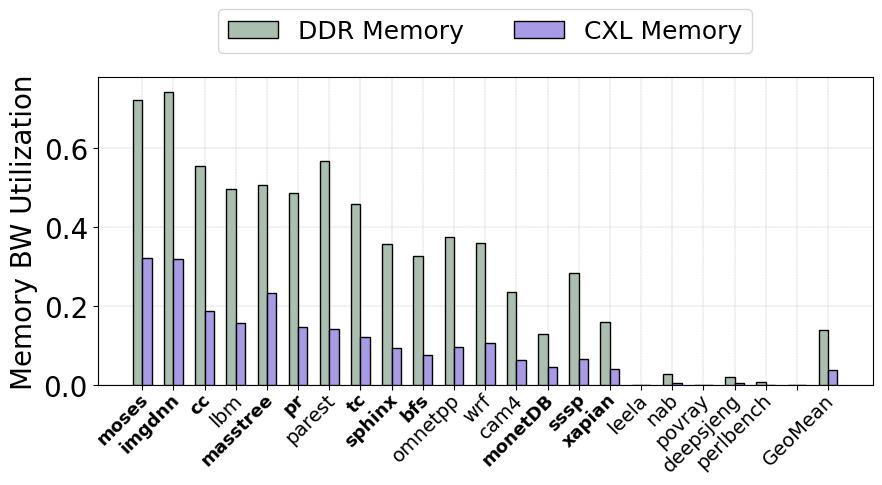 DDR Memory CXL Memory
Memory BW Utilization
0.6
0.4
0.2
0.0
moses
imgdnn
cc
lbm
masstree
pr
parest
tc
sphinx
bfs
omnetpp
wrf
cam4
monetDB
sssp
xapian
leela
nab
povray
deepsjeng
perlbench
GeoMean